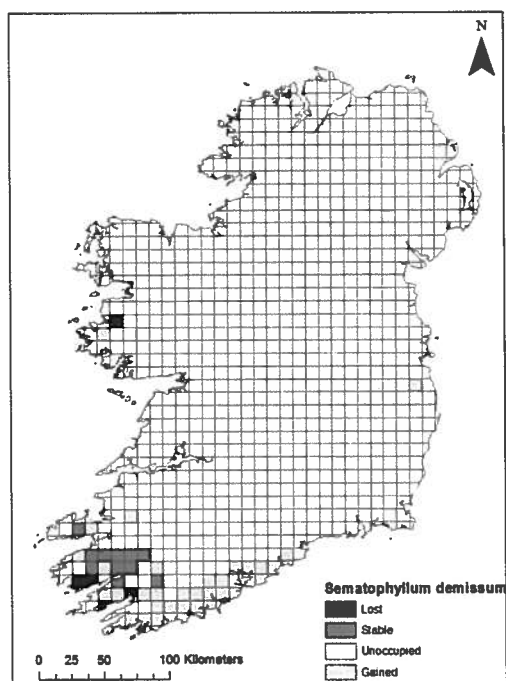 N
Sematophyllum demissum
Lost
Stable
Unoccupied
Gained
0 25 50 100 Kilometers